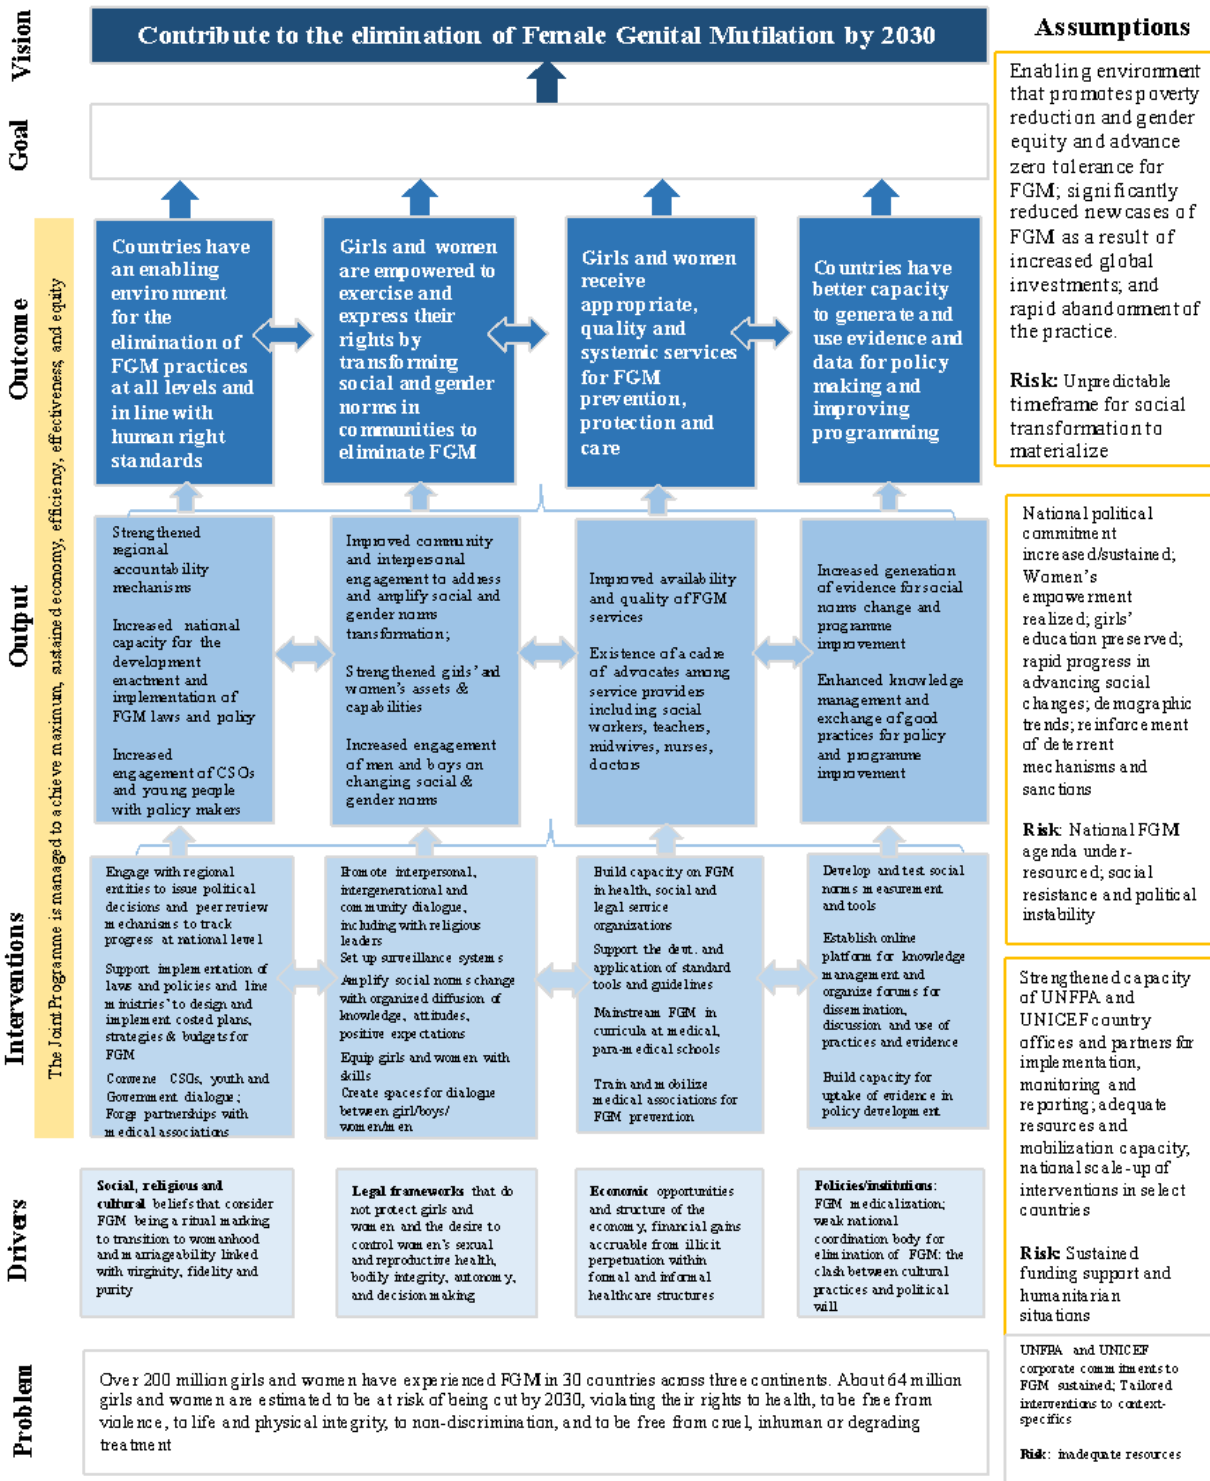 Vision
Contribute to the elimination of Female Genital Mutilation by 2030
Goal
Outcome
Countries have
an enabling
environment
for the
elimination of
FGM practices
at all levels and
in line with
human right
standards
Girls and women
are empowered to
exercise and
express their
rights by
transforming
social and gender
norms in
communities to
eliminate FGM
Girls and women
receive
appropriate,
quality and
systemic services
for FGM
prevention,
protection and
care
Countries have
better capacity
to generate and
use evidence and
data for policy
making and
improving
programming
The Joint Programme is managed to achieve maximum, sustained economy, efficiency, effectiveness, and equity
Output
Strengthened
regional
accountability
mechanisms
Increased national
capacity for the
development
enactment and
implementation of
FGM laws and policy
Increased
engagement of CSOs
and young people
with policy makers
Improved community
and interpersonal
engagement to address
and amplify social and
gender norms
transformation;
Strengthened girls' and
women's assets &
capabilities
Increased engagement
of men and boys on
changing social &
gender norms
Improved availability
and quality of FGM
services
Existence of a cadre
of advocates among
service providers
including social
workers, teachers,
midwives, nurses,
doctors
Increased generation
of evidence for social
norms change and
programme
improvement
Enhanced knowledge
management and
exchange of good
practices for policy
and programme
improvement
Interventions
Engage with regional
entities to issue political
decisions and peer review
mechanisms to track
progress at national level
Support implementation of
laws and policies and line
ministries' to design and
implement costed plans,
strategies & budgets for
FGM
Convene CSOs, youth and
Government dialogue;
Forge partnerships with
medical associations
Promote interpersonal,
intergenerational and
community dialogue,
including with religious
leaders
Set up surveillance systems
Amplify social norms change
with organized diffusion of
knowledge, attitudes,
positive expectations
Equip girls and women with
skills
Create spaces for dialogue
between girl/boys/
women/men
Build capacity on FGM
in health, social and
legal service
organizations
Support the devt. and
application of standard
tools and guidelines
Mainstream FGM in
curricula at medical,
para-medical schools
Train and mobilize
medical associations for
FGM prevention
Develop and test social
norms measurement
and tools
Establish online
platform for knowledge
management and
organize forums for
dissemination,
discussion and use of
practices and evidence
Build capacity for
uptake of evidence in
policy development
Drivers
Social, religious and
cultural beliefs that consider
FGM being a ritual marking
to transition to womanhood
and marriageability linked
with virginity, fidelity and
purity
Legal frameworks that do
not protect girls and
women and the desire to
control women's sexual
and reproductive health,
bodily integrity, autonomy,
and decision making
Economic opportunities
and structure of the
economy, financial gains
accruable from illicit
perpetuation within
formal and informal
healthcare structures
Policies/institutions:
FGM medicalization;
weak national
coordination body for
elimination of FGM: the
clash between cultural
practices and political
will
Problem
Over 200 million girls and women have experienced FGM in 30 countries across three continents. About 64 million
girls and women are estimated to be at risk of being cut by 2030, violating their rights to health, to be free from
violence, to life and physical integrity, to non-discrimination, and to be free from cruel, inhuman or degrading
treatment
Assumptions
Enabling environment
that promotes poverty
reduction and gender
equity and advance
zero tolerance for
FGM; significantly
reduced new cases of
FGM as a result of
increased global
investments; and
rapid abandonment of
the practice.
Risk: Unpredictable
timeframe for social
transformation to
materialize
National political
commitment
increased/sustained;
Women's
empowerment
realized; girls'
education preserved;
rapid progress in
advancing social
changes; demographic
trends; reinforcement
of deterrent
mechanisms and
sanctions
Risk: National FGM
agenda under-
resourced; social
resistance and political
instability
Strengthened capacity
of UNFPA and
UNICEF country
offices and partners for
implementation,
monitoring and
reporting; adequate
resources and
mobilization capacity;
national scale-up of
interventions in select
countries
Risk: Sustained
funding support and
humanitarian
situations
UNFPA and UNICEF
corporate commitments to
FGM sustained; Tailored
interventions to context-
specifics
Risk: inadequate resources